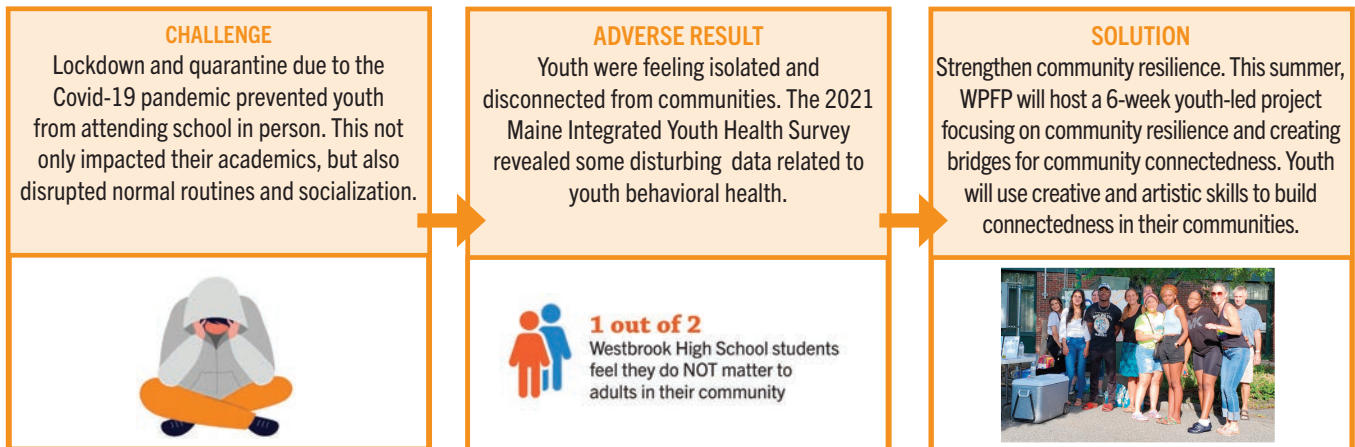 CHALLENGE
Lockdown and quarantine due to the
Covid-19 pandemic prevented youth
from attending school in person. This not
only impacted their academics, but also
disrupted normal routines and socialization.
ADVERSE RESULT
Youth were feeling isolated and
disconnected from communities. The 2021
Maine Integrated Youth Health Survey
revealed some disturbing data related to
youth behavioral health.
1 out of 2
Westbrook High School students
feel they do NOT matter to
adults in their community
SOLUTION
Strengthen community resilience. This summer,
WPFP will host a 6-week youth-led project
focusing on community resilience and creating
bridges for community connectedness. Youth
will use creative and artistic skills to build
connectedness in their communities.